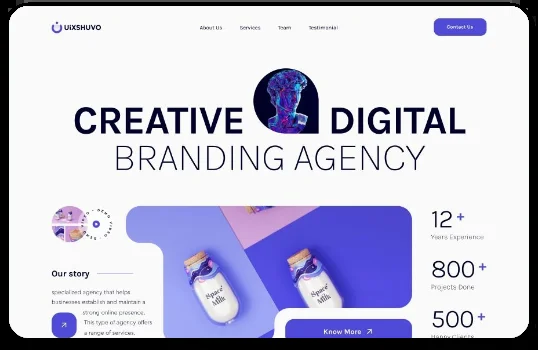 UiXSHUVO
About Us Services Team Testimonial
Contact Us
CREATIVE DIGITAL
BRANDING AGENCY
12 +
Years Experience
Our story
specialized agency that helps
businesses establish and maintain a
strong online presence.
This type of agency offers
a range of services.
Space
Milk
Space
Milk
800 +
Projects Done
500 +
Happy Clients
Know More